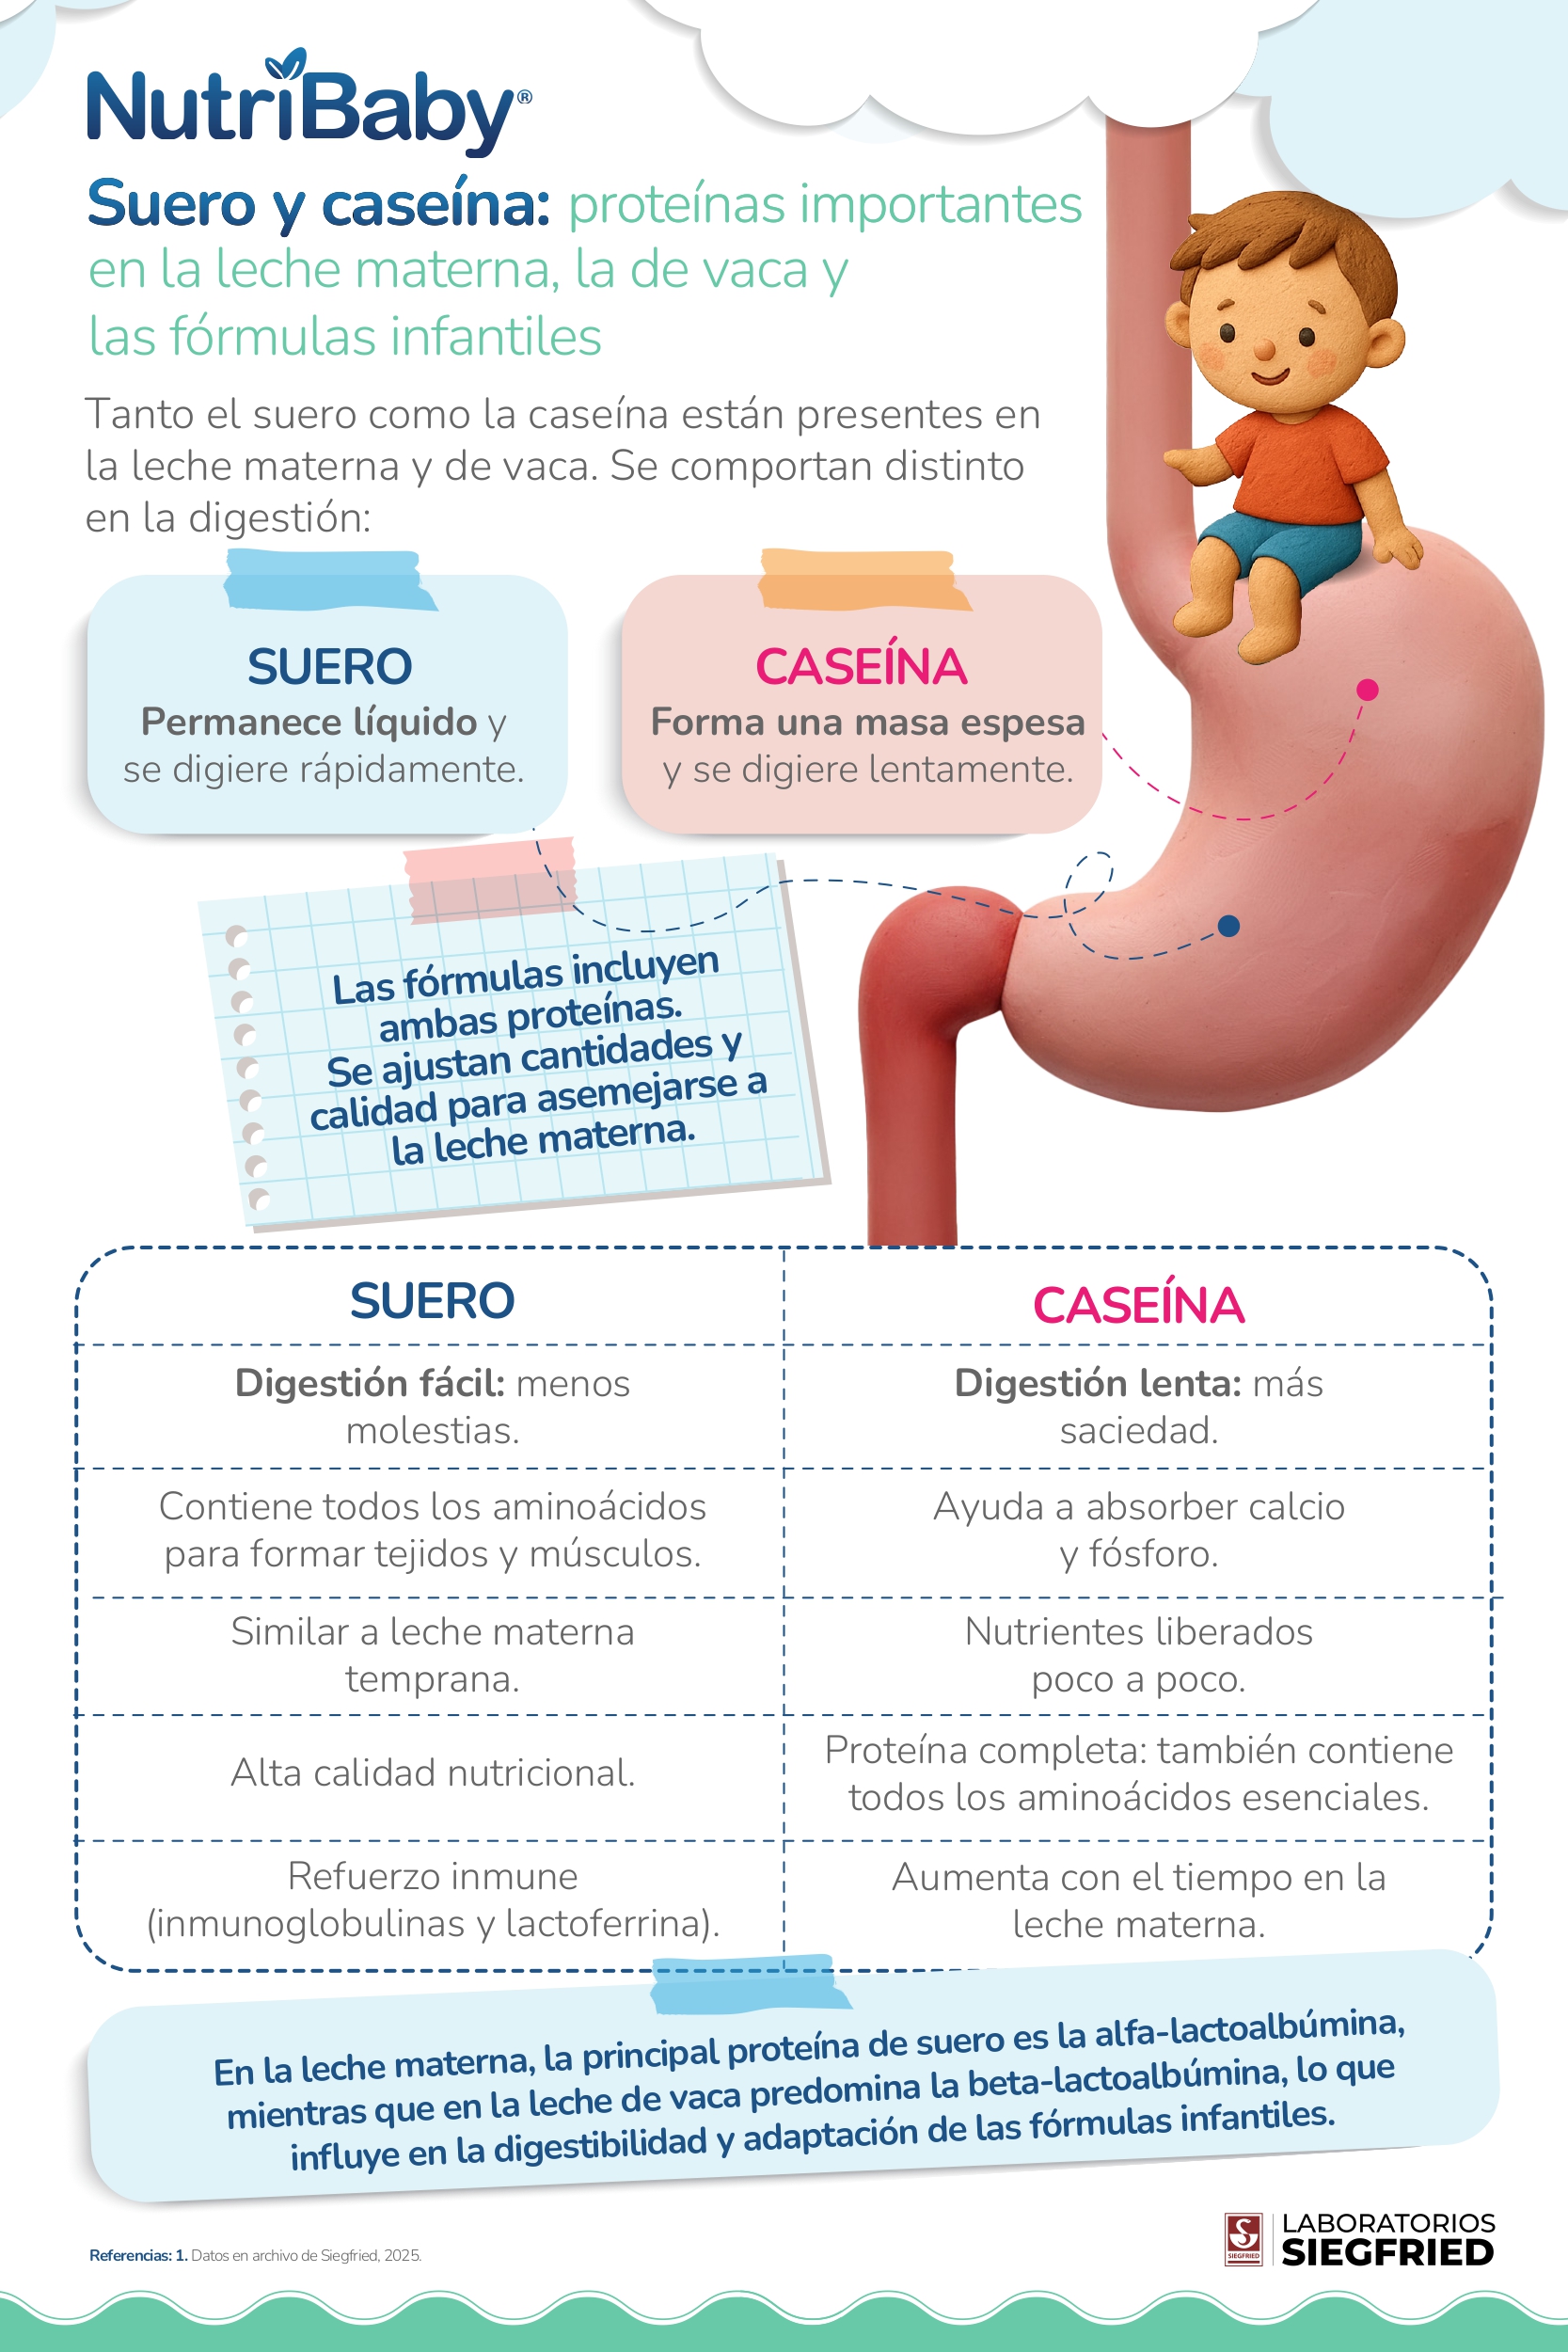 NutriBaby®
Suero y caseína: proteínas importantes
en la leche materna, la de vaca y
las fórmulas infantiles
Tanto el suero como la caseína están presentes en
la leche materna y de vaca. Se comportan distinto
en la digestión:
SUERO
Permanece líquido y
se digiere rápidamente.
CASEÍNA
Forma una masa espesa
y se digiere lentamente.
Las fórmulas incluyen
ambas proteínas.
Se ajustan cantidades y
calidad para asemejarse a
la leche materna.
SUERO
CASEÍNA
Digestión fácil: menos
molestias.
Digestión lenta: más
saciedad.
Contiene todos los aminoácidos
para formar tejidos y músculos.
Ayuda a absorber calcio
y fósforo.
Similar a leche materna
temprana.
Nutrientes liberados
poco a poco.
Alta calidad nutricional.
Proteína completa: también contiene
todos los aminoácidos esenciales.
Refuerzo inmune
(inmunoglobulinas y lactoferrina).
Aumenta con el tiempo en la
leche materna.
En la leche materna, la principal proteína de suero es la alfa-lactoalbúmina,
mientras que en la leche de vaca predomina la beta-lactoalbúmina, lo que
influye en la digestibilidad y adaptación de las fórmulas infantiles.
Referencias: 1. Datos en archivo de Siegfried, 2025.
SIEGFRIED
LABORATORIOS
SIEGFRIED